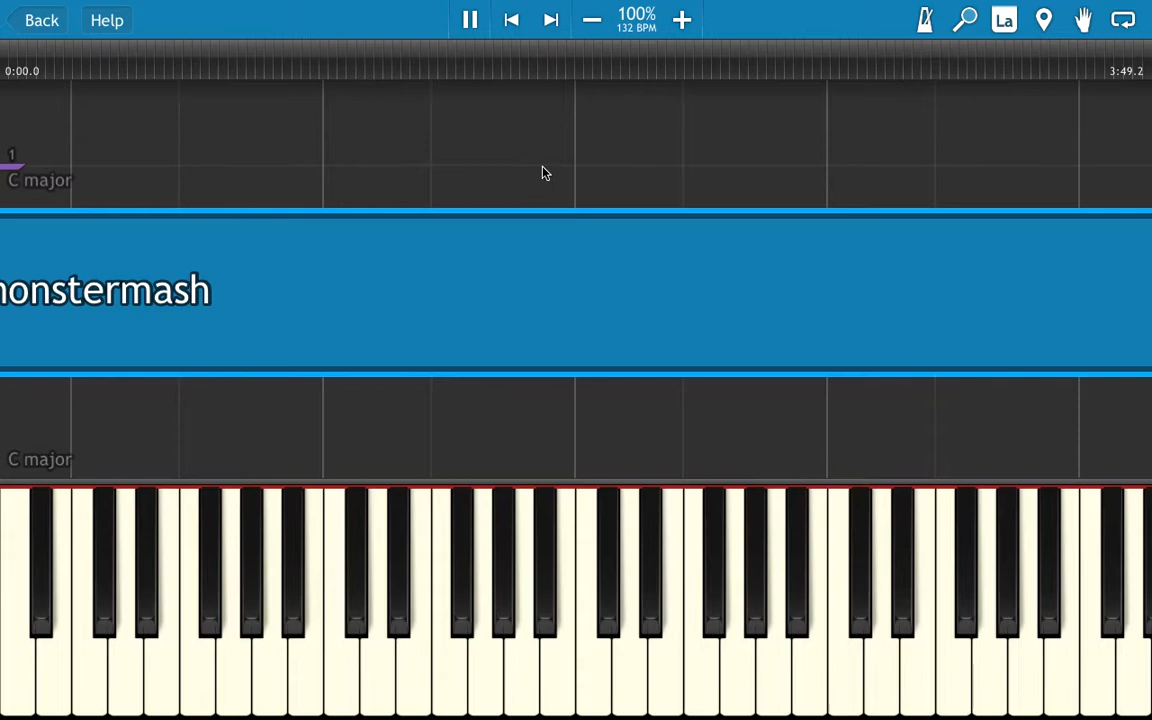 Back Help 100% La
132 BPM
0:00.0 3:49.2
1
C major
onstermash
C major